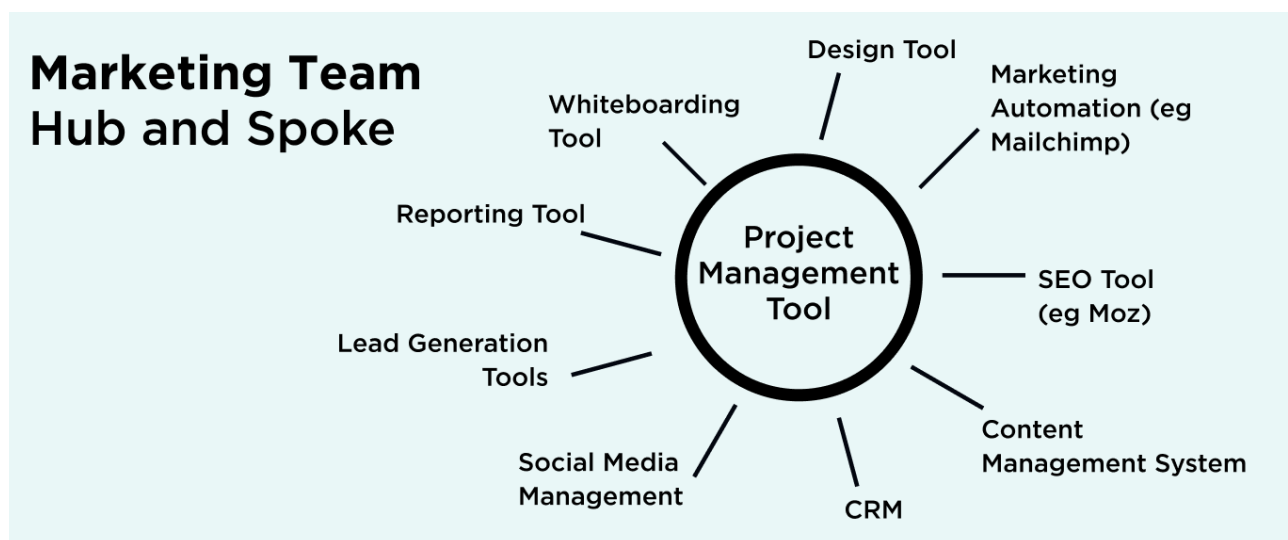 Marketing Team
Hub and Spoke
Design Tool
Marketing
Automation (eg
Mailchimp)
Whiteboarding
Tool
Reporting Tool
Project
Management
Tool
SEO Tool
(eg Moz)
Lead Generation
Tools
Content
Management System
Social Media
Management
CRM